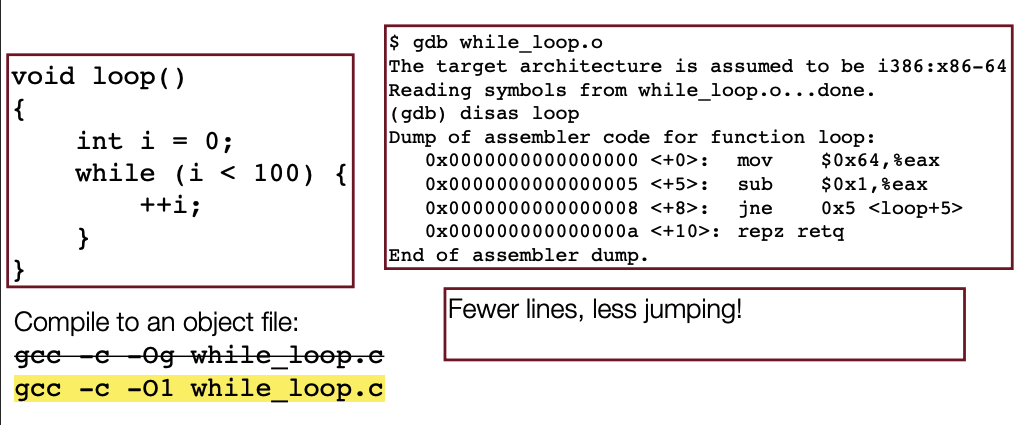 void loop()
{
    int i = 0;
    while (i < 100) {
        ++i;
    }
}
Compile to an object file:
gcc -c -Og while_loop.c
gcc -c -O1 while_loop.c
$ gdb while_loop.o
The target architecture is assumed to be i386:x86-64
Reading symbols from while_loop.o...done.
(gdb) disas loop
Dump of assembler code for function loop:
   0x0000000000000000 <+0>:  mov    $0x64,%eax
   0x0000000000000005 <+5>:  sub    $0x1,%eax
   0x0000000000000008 <+8>:  jne    0x5 <loop+5>
   0x000000000000000a <+10>: repz retq
End of assembler dump.
Fewer lines, less jumping!